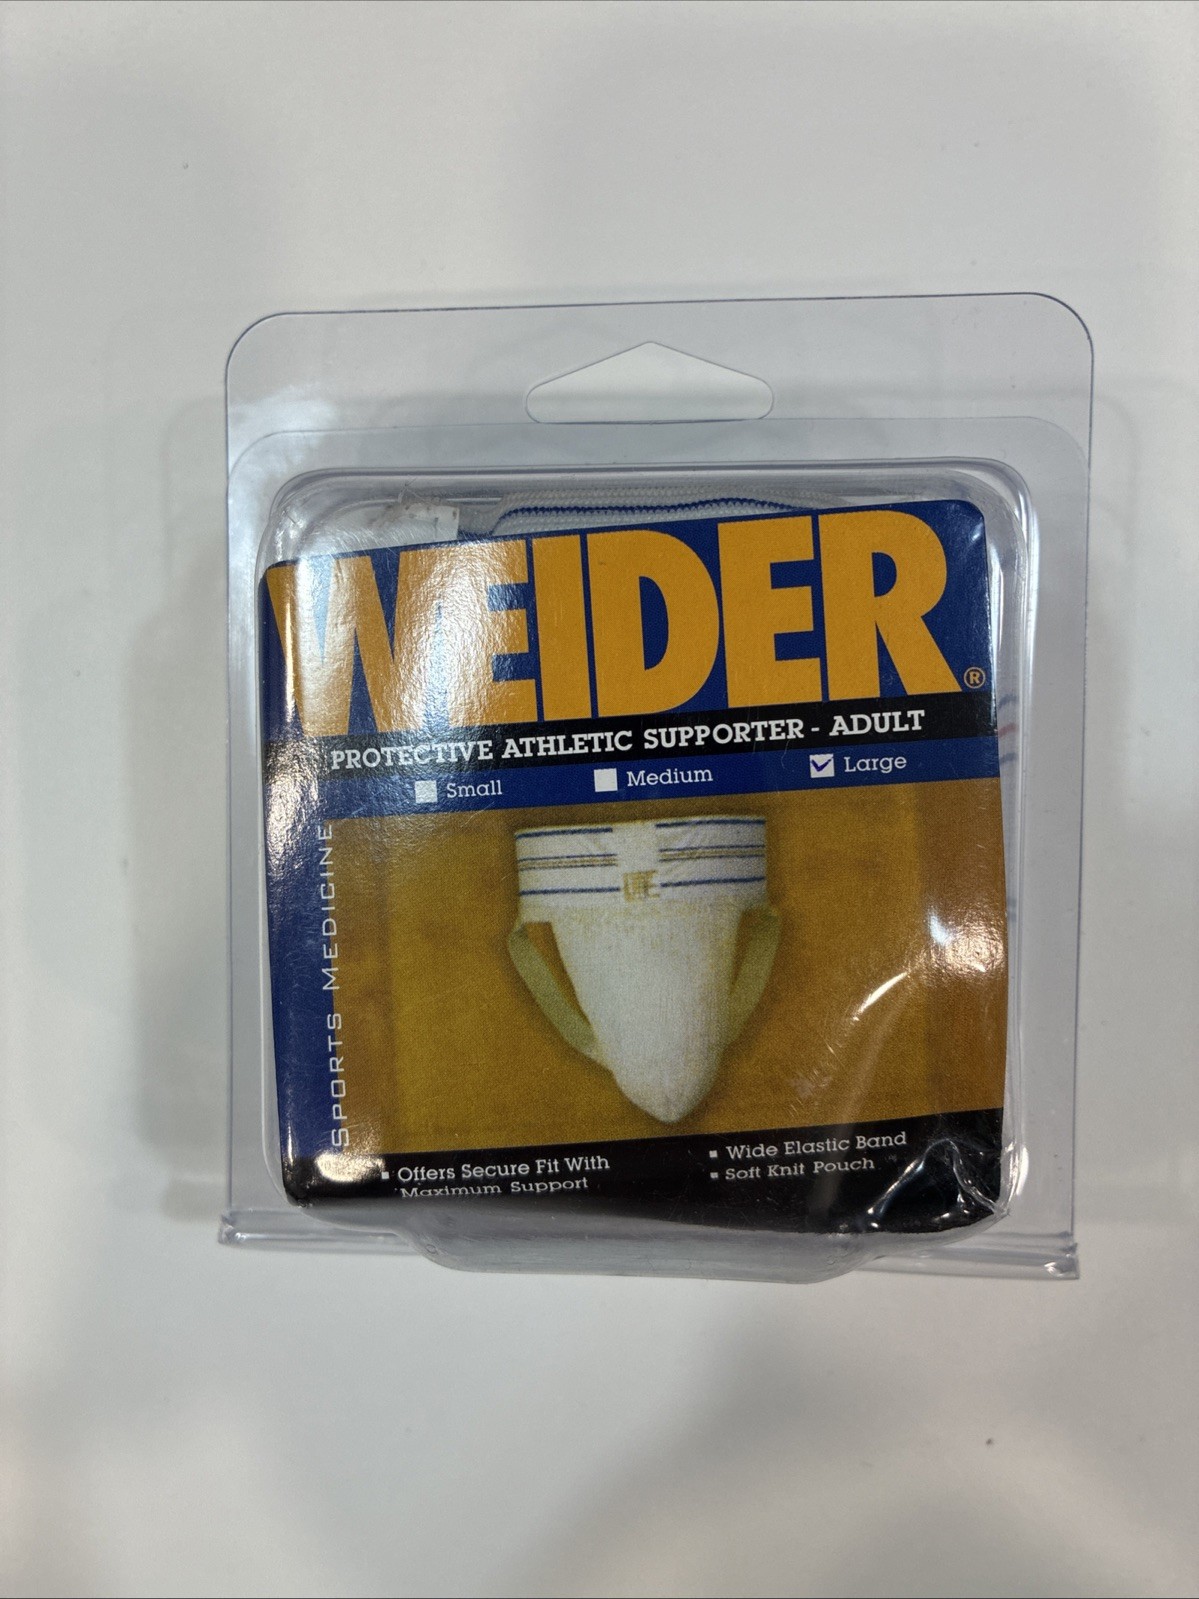 WEIDER®
PROTECTIVE ATHLETIC SUPPORTER - ADULT
Small Medium Large
SPORTS MEDICINE
▪ Offers Secure Fit With
Maximum Support
▪ Wide Elastic Band
▪ Soft Knit Pouch